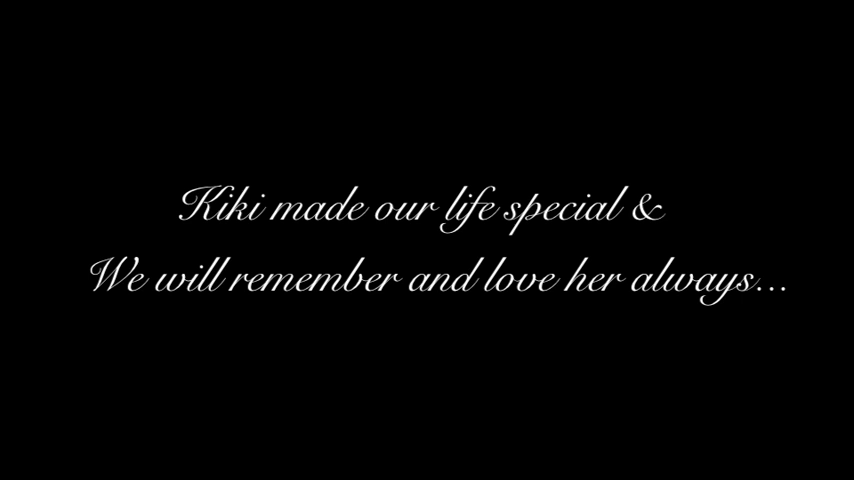 Kiki made our life special &
We will remember and love her always...